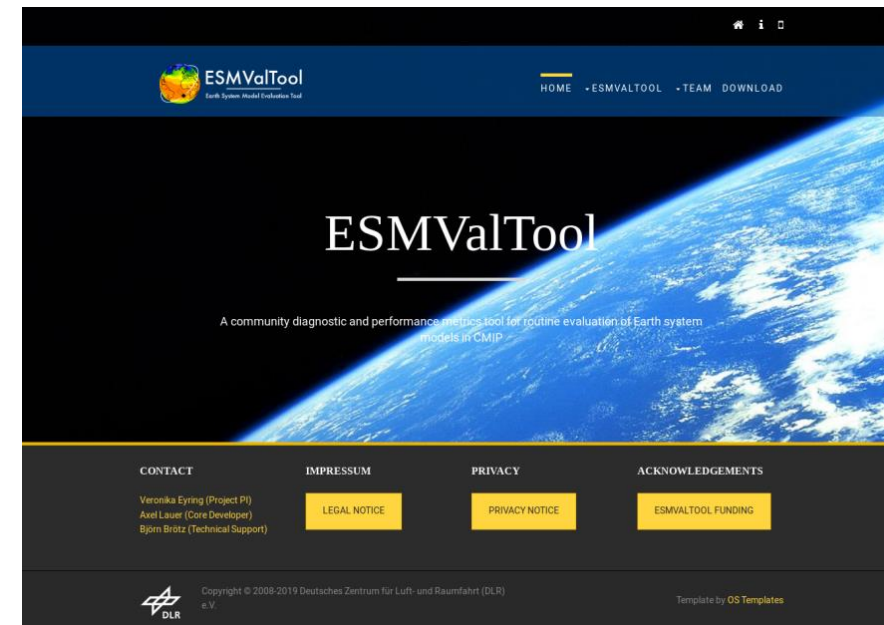 ESMValTool
Earth System Model Evaluation Tool
HOME ESMVALTOOL TEAM DOWNLOAD
ESMValTool
A community diagnostic and performance metrics tool for routine evaluation of Earth system
models in CMIP
CONTACT
Veronika Eyring (Project PI)
Axel Lauer (Core Developer)
Björn Brötz (Technical Support)
IMPRESSUM
LEGAL NOTICE
PRIVACY
PRIVACY NOTICE
ACKNOWLEDGEMENTS
ESMVALTOOL FUNDING
DLR
Copyright © 2008-2019 Deutsches Zentrum für Luft- und Raumfahrt (DLR)
e.V.
Template by OS Templates